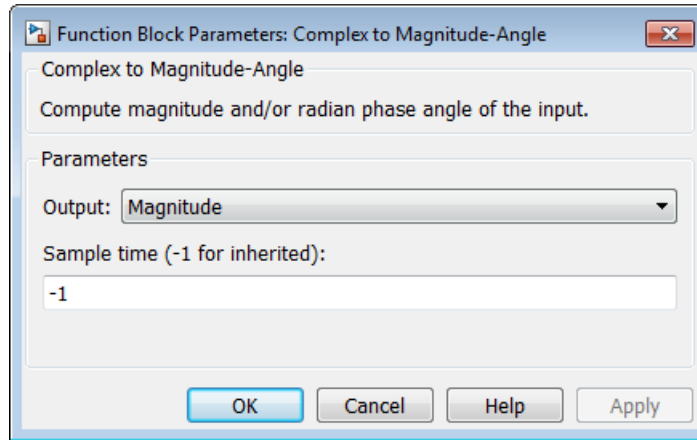 Function Block Parameters: Complex to Magnitude-Angle
Complex to Magnitude-Angle
Compute magnitude and/or radian phase angle of the input.
Parameters
Output: Magnitude
Sample time (-1 for inherited):
-1
OK Cancel Help Apply